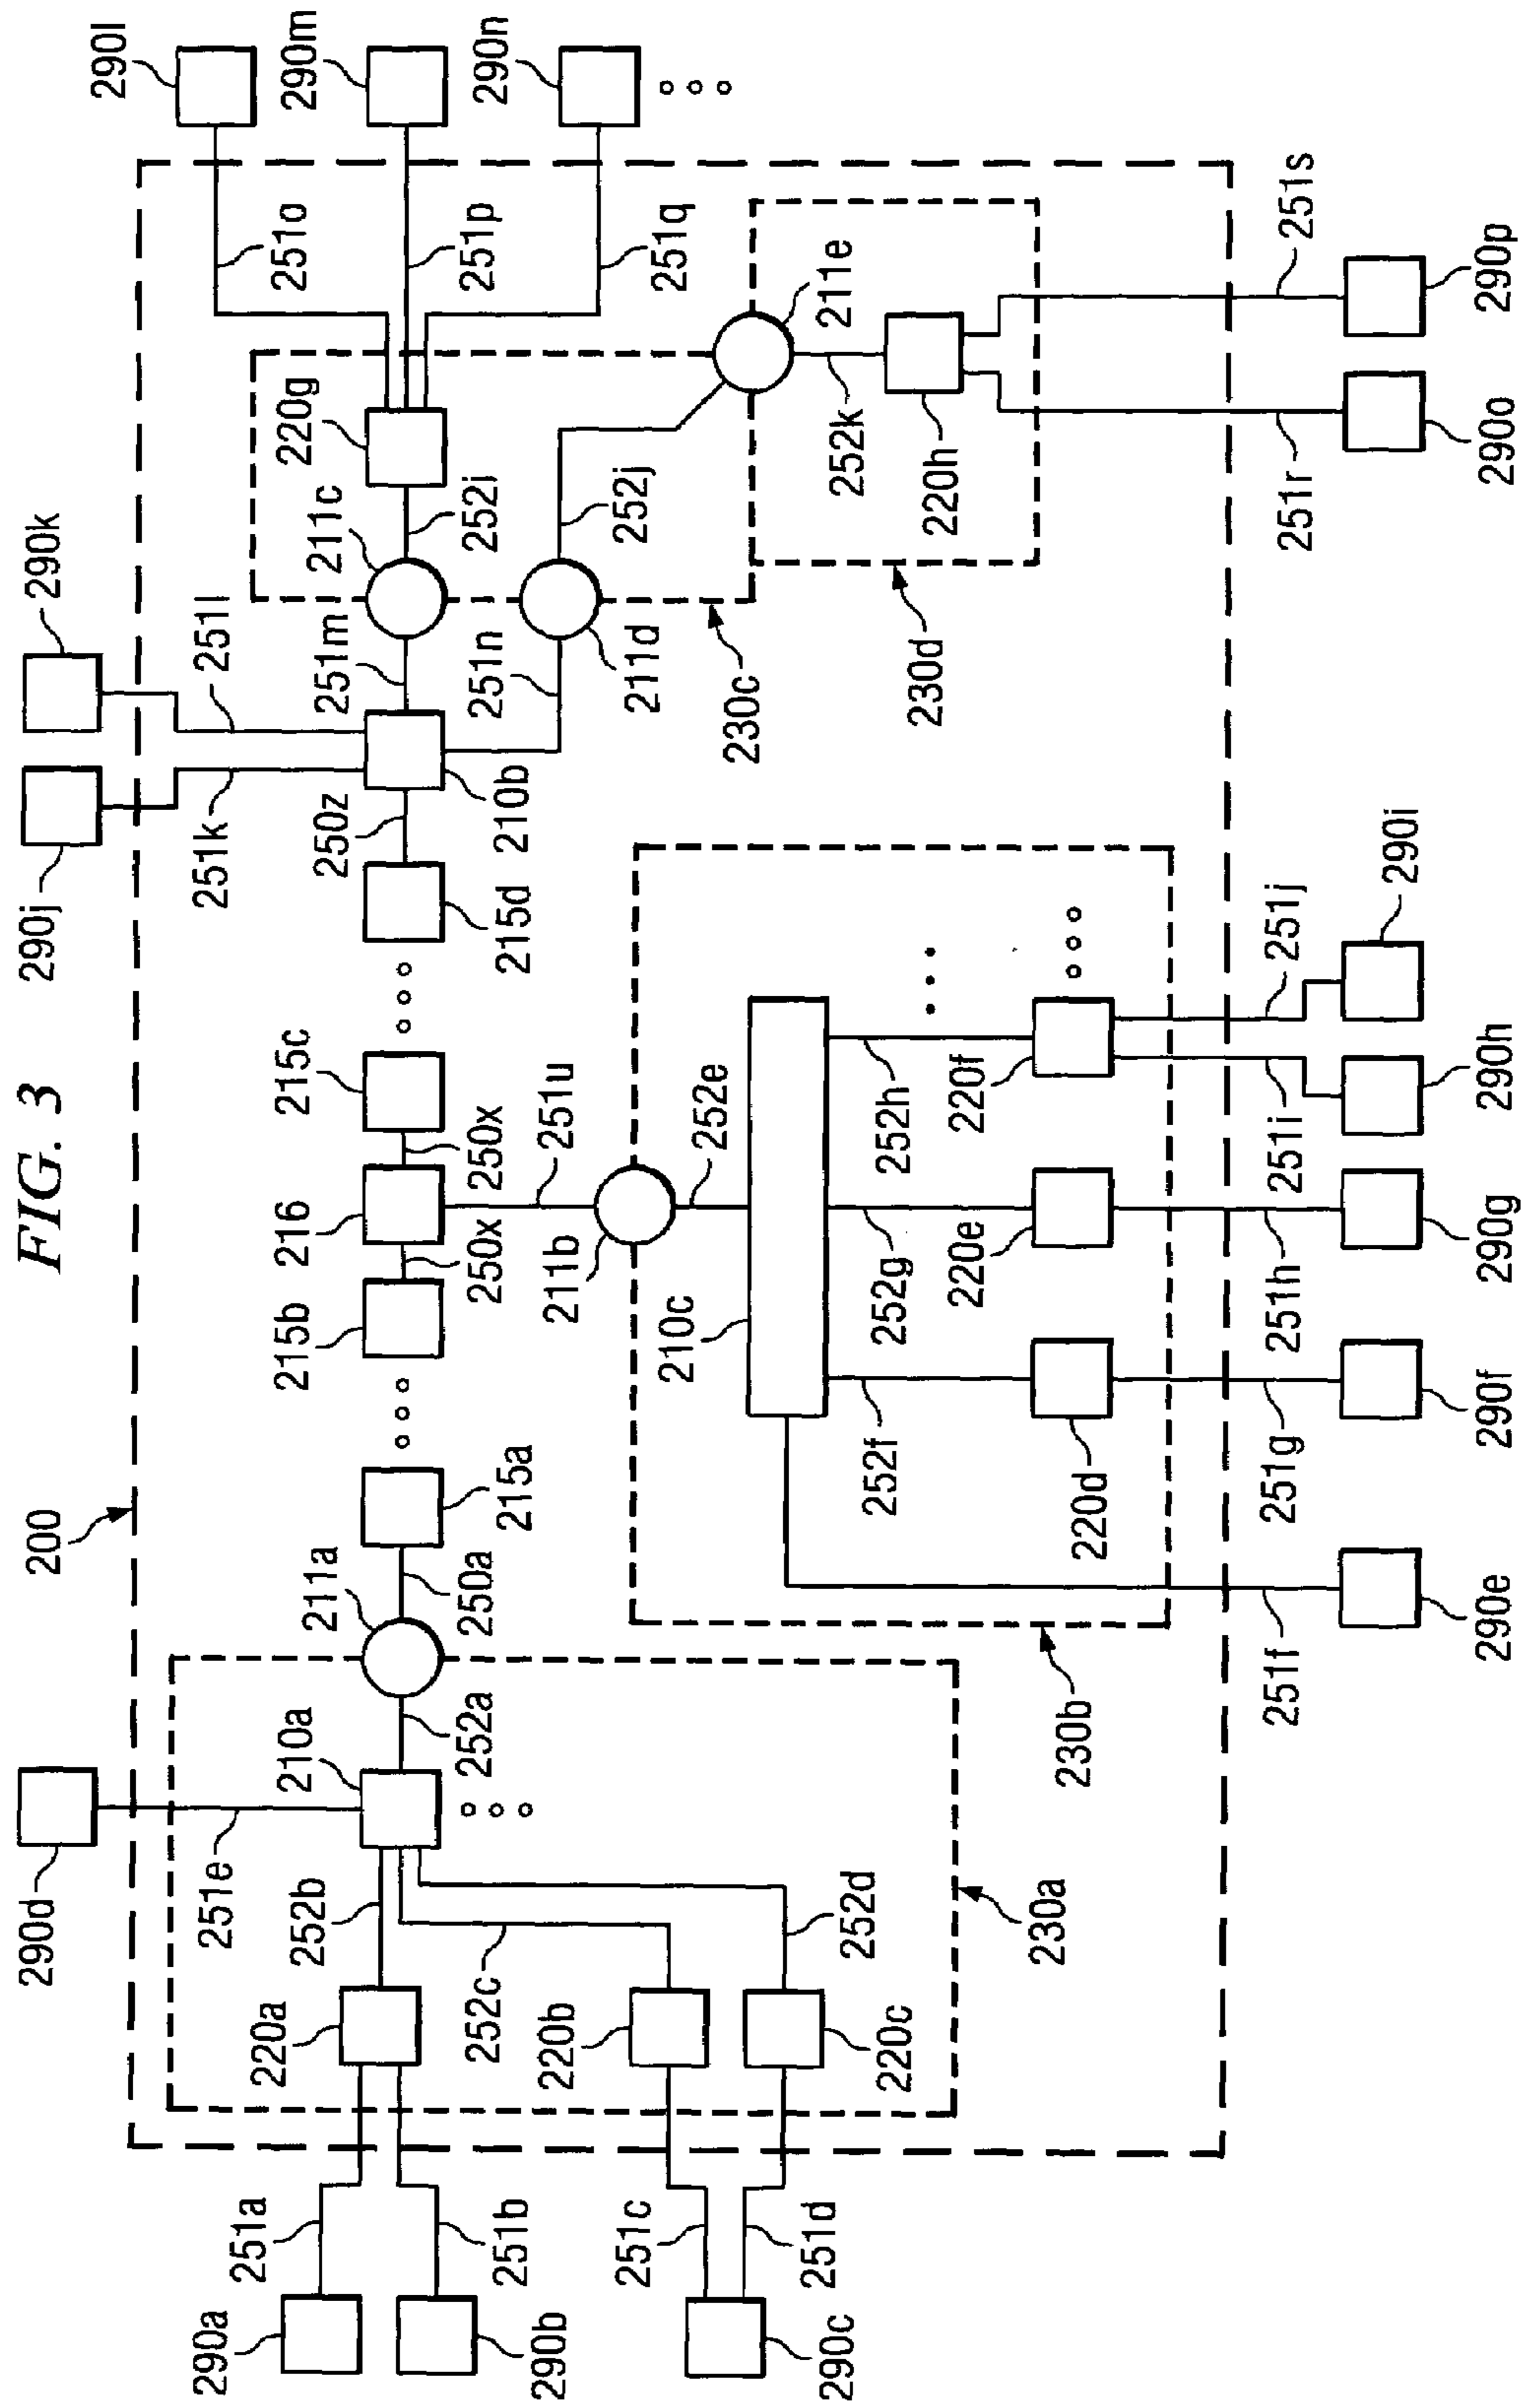 FIG. 3
200
290d
290j
290k
251e
251k
251l
290l
290m
290n
251o
251p
251q
230a
210a
252a
211a
250a
215a
215b
250x
216
250x
215c
215d
250z
210b
251m
251n
211c
211d
252i
252j
220g
230c
211e
252k
220h
230d
251r
251s
290o
290p
252b
252c
252d
220a
220b
220c
251a
251b
251c
251d
290a
290b
290c
251u
211b
252e
210c
252f
252g
252h
220d
220e
220f
230b
251f
251g
251h
251i
251j
290e
290f
290g
290h
290i